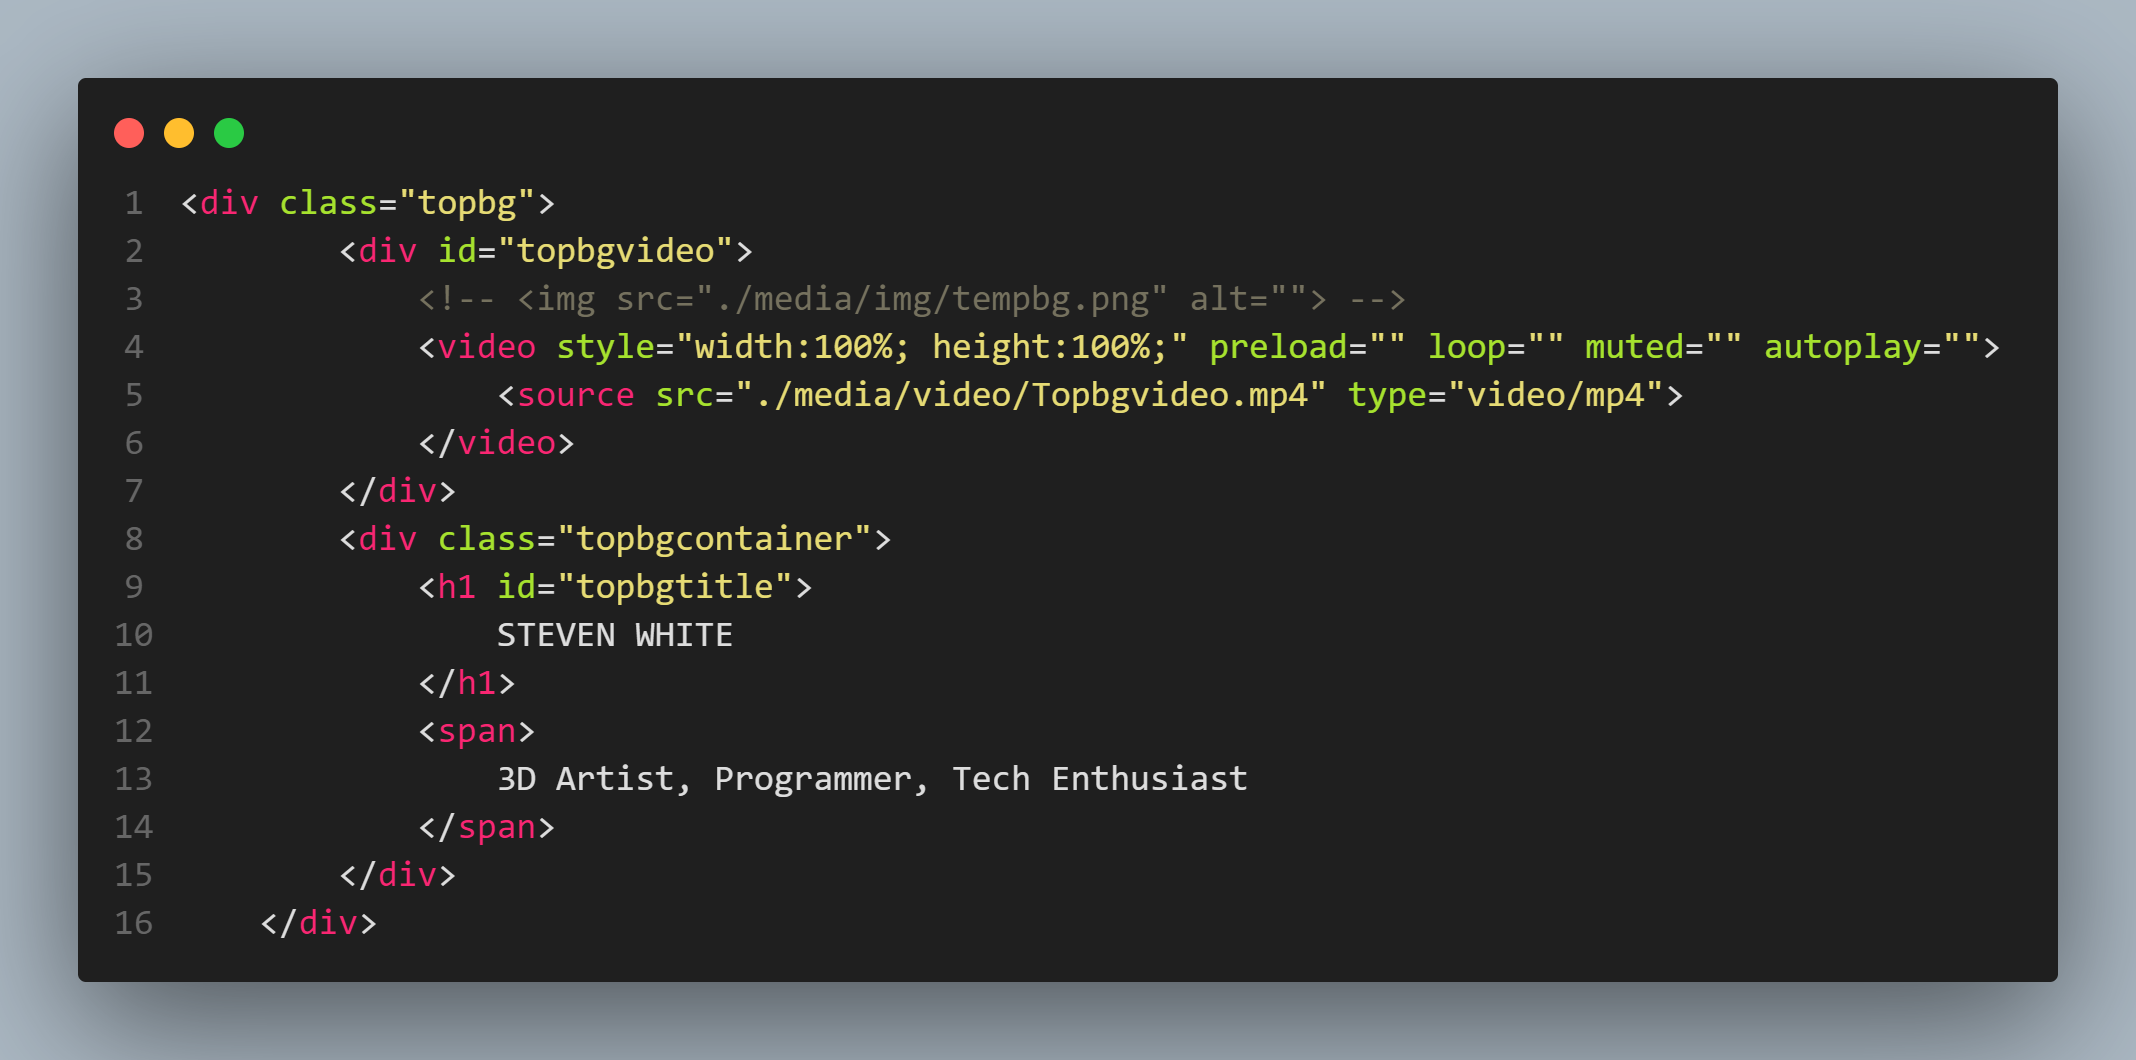 1 <div class="topbg">
2         <div id="topbgvideo">
3             <!-- <img src="./media/img/tempbg.png" alt=""> -->
4             <video style="width:100%; height:100%;" preload="" loop="" muted="" autoplay="">
5                 <source src="./media/video/Topbgvideo.mp4" type="video/mp4">
6             </video>
7         </div>
8         <div class="topbgcontainer">
9             <h1 id="topbgtitle">
10                 STEVEN WHITE
11             </h1>
12             <span>
13                 3D Artist, Programmer, Tech Enthusiast
14             </span>
15         </div>
16     </div>